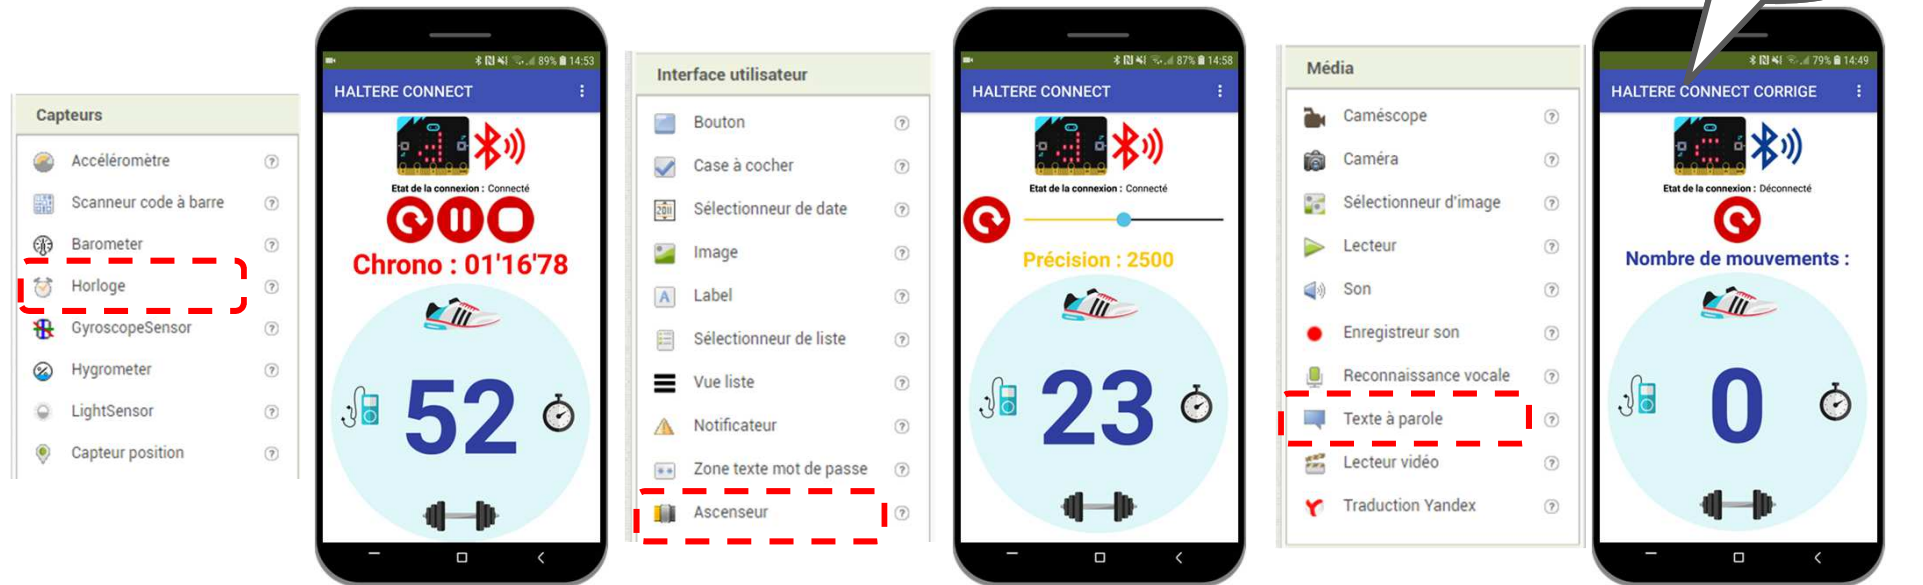 Capteurs
Accéléromètre
Scanneur code à barre
Barometer
Horloge
GyroscopeSensor
Hygrometer
LightSensor
Capteur position
89% 14:53
HALTERE CONNECT
Etat de la connexion : Connecté
Chrono : 01'16'78
52
Interface utilisateur
Bouton
Case à cocher
Sélectionneur de date
Image
Label
Sélectionneur de liste
Vue liste
Notificateur
Zone texte mot de passe
Ascenseur
87% 14:58
HALTERE CONNECT
Etat de la connexion : Connecté
Précision : 2500
23
Média
Caméscope
Caméra
Sélectionneur d'image
Lecteur
Son
Enregistreur son
Reconnaissance vocale
Texte à parole
Lecteur vidéo
Traduction Yandex
79% 14:49
HALTERE CONNECT CORRIGE
Etat de la connexion : Déconnecté
Nombre de mouvements :
0